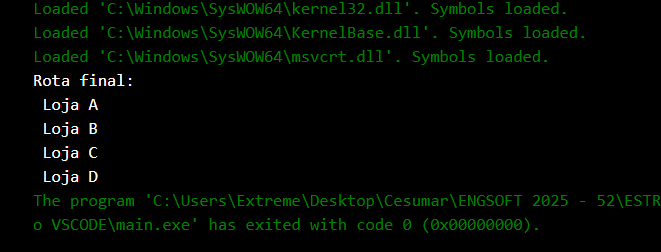 Loaded 'C:\Windows\SysWOW64\kernel32.dll'. Symbols loaded.
Loaded 'C:\Windows\SysWOW64\KernelBase.dll'. Symbols loaded.
Loaded 'C:\Windows\SysWOW64\msvcrt.dll'. Symbols loaded.
Rota final:
Loja A
Loja B
Loja C
Loja D
The program 'C:\Users\Extreme\Desktop\Cesumar\ENGSOFT 2025 - 52\ESTR
o VSCODE\main.exe' has exited with code 0 (0x00000000).